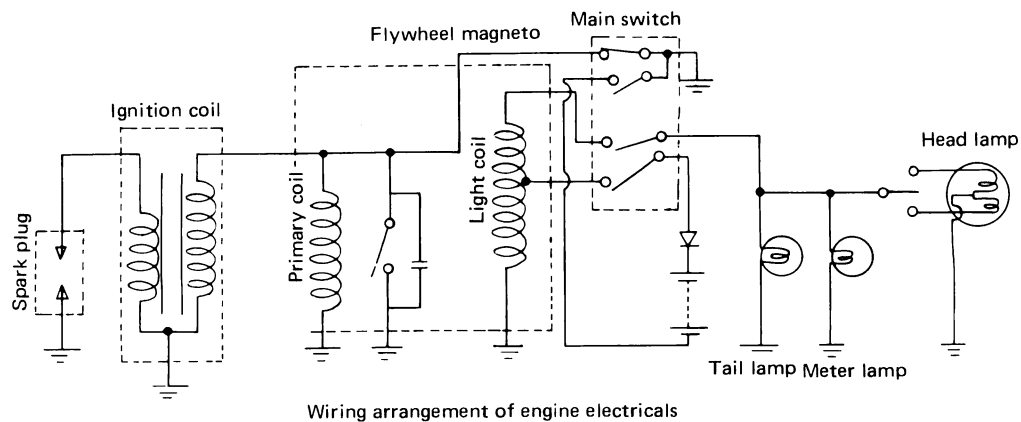 Main switch
Flywheel magneto
Ignition coil
Head lamp
Light coil
Primary coil
Spark plug
Tail lamp
Meter lamp
Wiring arrangement of engine electricals